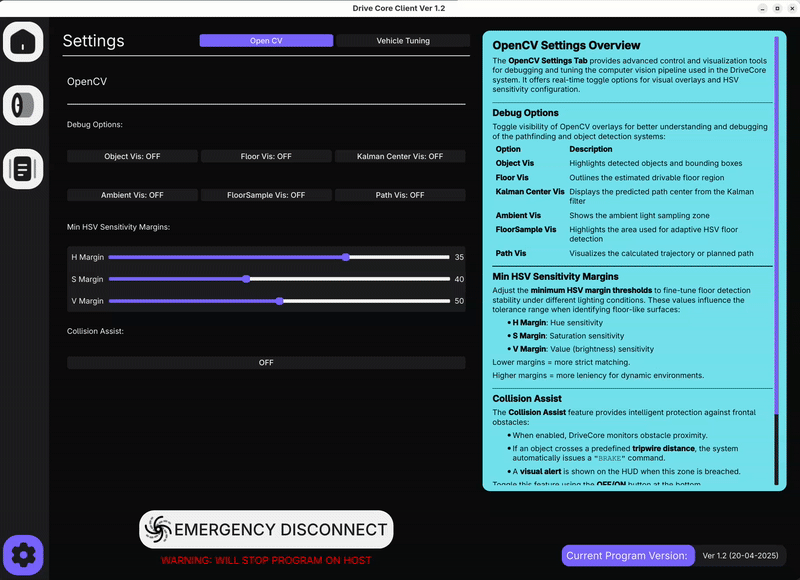 Drive Core Client Ver 1.2
Settings
Open CV
Vehicle Tuning
OpenCV
Debug Options:
Object Vis: OFF
Floor Vis: OFF
Kalman Center Vis: OFF
Ambient Vis: OFF
FloorSample Vis: OFF
Path Vis: OFF
Min HSV Sensitivity Margins:
H Margin 35
S Margin 40
V Margin 50
Collision Assist:
OFF
EMERGENCY DISCONNECT
WARNING: WILL STOP PROGRAM ON HOST
OpenCV Settings Overview
The OpenCV Settings Tab provides advanced control and visualization tools
for debugging and tuning the computer vision pipeline used in the DriveCore
system. It offers real-time toggle options for visual overlays and HSV
sensitivity configuration.
Debug Options
Toggle visibility of OpenCV overlays for better understanding and debugging
of the pathfinding and object detection systems:
Option Description
Object Vis Highlights detected objects and bounding boxes
Floor Vis Outlines the estimated drivable floor region
Kalman Center Vis Displays the predicted path center from the Kalman
filter
Ambient Vis Shows the ambient light sampling zone
FloorSample Vis Highlights the area used for adaptive HSV floor
detection
Path Vis Visualizes the calculated trajectory or planned path
Min HSV Sensitivity Margins
Adjust the minimum HSV margin thresholds to fine-tune floor detection
stability under different lighting conditions. These values influence the
tolerance range when identifying floor-like surfaces:
• H Margin: Hue sensitivity
• S Margin: Saturation sensitivity
• V Margin: Value (brightness) sensitivity
Lower margins = more strict matching.
Higher margins = more leniency for dynamic environments.
Collision Assist
The Collision Assist feature provides intelligent protection against frontal
obstacles:
• When enabled, DriveCore monitors obstacle proximity.
• If an object crosses a predefined tripwire distance, the system
automatically issues a "BRAKE" command.
• A visual alert is shown on the HUD when this zone is breached.
Toggle this feature using the OFF/ON button at the bottom.
Current Program Version:
Ver 1.2 (20-04-2025)